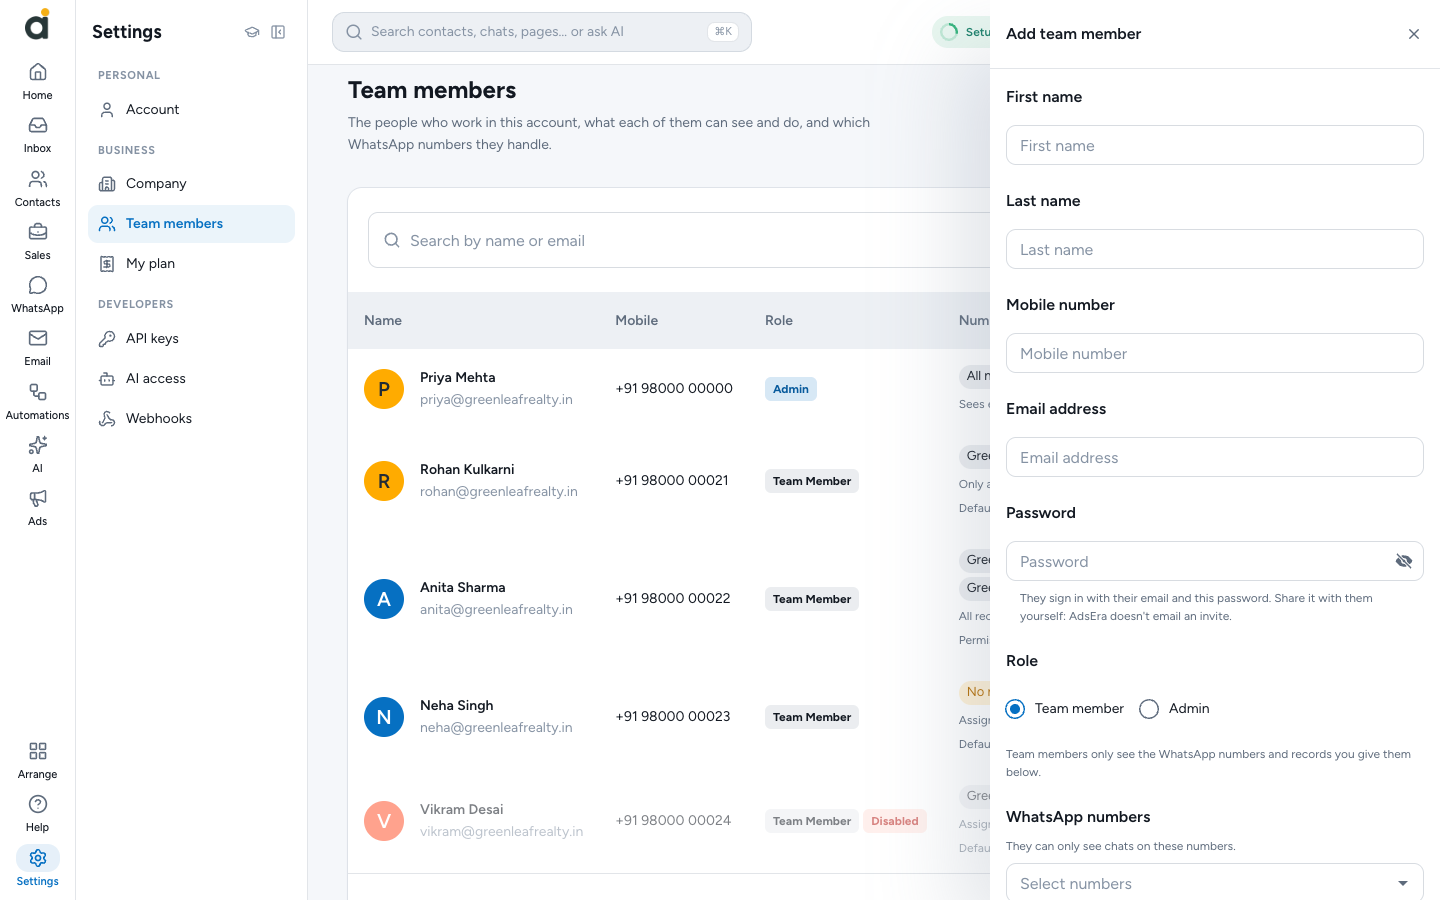 Home
Inbox
Contacts
Sales
WhatsApp
Email
Automations
AI
Ads
Arrange
Help
Settings
Settings
PERSONAL
Account
BUSINESS
Company
Team members
My plan
DEVELOPERS
API keys
AI access
Webhooks
Search contacts, chats, pages... or ask AI
⌘K
Team members
The people who work in this account, what each of them can see and do, and which
WhatsApp numbers they handle.
Search by name or email
Name Mobile Role
P Priya Mehta
priya@greenleafrealty.in
+91 98000 00000
Admin
All
Sees
R Rohan Kulkarni
rohan@greenleafrealty.in
+91 98000 00021
Team Member
Only
A Anita Sharma
anita@greenleafrealty.in
+91 98000 00022
Team Member
All
N Neha Singh
neha@greenleafrealty.in
+91 98000 00023
Team Member
No
V Vikram Desai
vikram@greenleafrealty.in
+91 98000 00024
Team Member Disabled
Add team member
First name
First name
Last name
Last name
Mobile number
Mobile number
Email address
Email address
Password
Password
They sign in with their email and this password. Share it with them
yourself: AdsEra doesn't email an invite.
Role
Team member Admin
Team members only see the WhatsApp numbers and records you give them
below.
WhatsApp numbers
They can only see chats on these numbers.
Select numbers